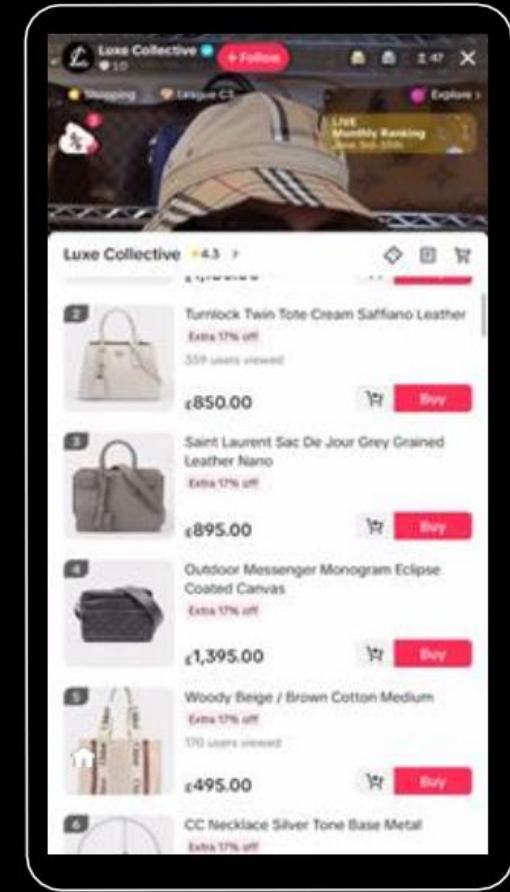 Luxe Collective
10
+ Follow
47
Shopping
League C3
Explore >
LIVE
Monthly Ranking
Luxe Collective 4.3 >
2
Turnlock Twin Tote Cream Saffiano Leather
Extra 17% off
359 users viewed
£850.00
Buy
3
Saint Laurent Sac De Jour Grey Grained
Leather Nano
Extra 17% off
£895.00
Buy
4
Outdoor Messenger Monogram Eclipse
Coated Canvas
Extra 17% off
£1,395.00
Buy
5
Woody Beige / Brown Cotton Medium
Extra 17% off
170 users viewed
£495.00
Buy
6
CC Necklace Silver Tone Base Metal
Extra 17% off